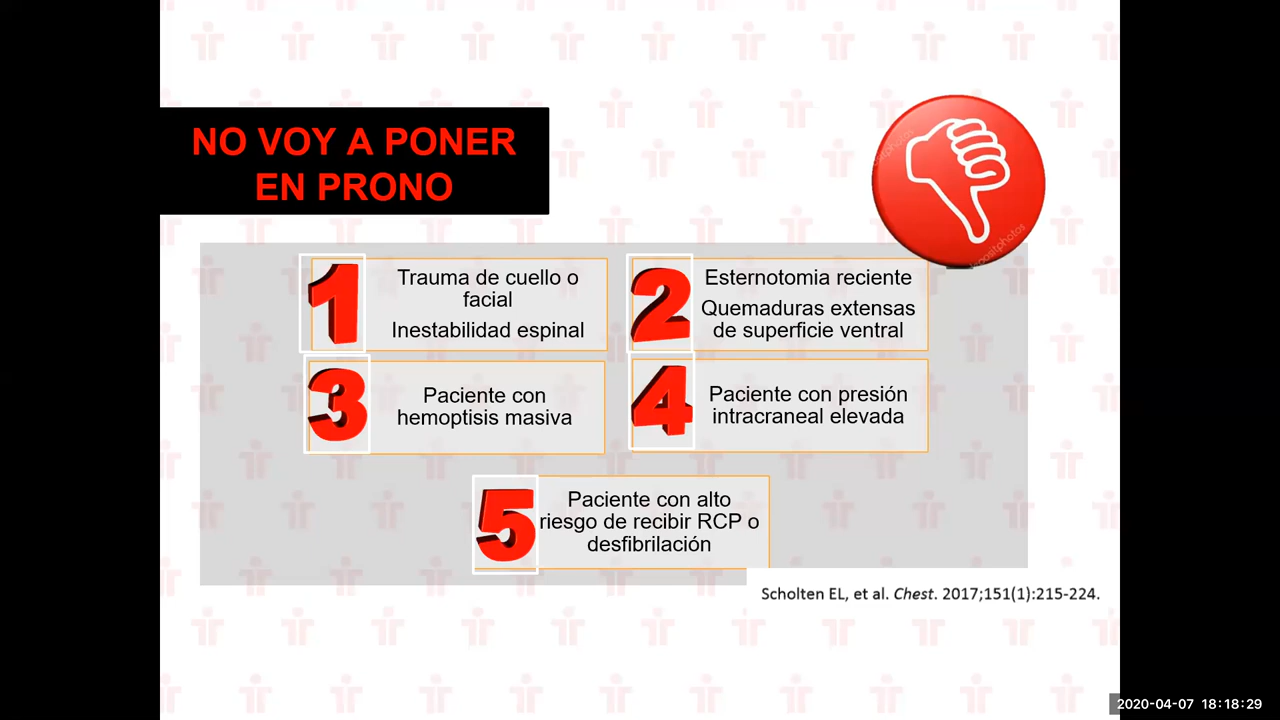 NO VOY A PONER
EN PRONO
depositphotos
depositphotos
1
Trauma de cuello o
facial
Inestabilidad espinal
2
Esternotomia reciente
Quemaduras extensas
de superficie ventral
3
Paciente con
hemoptisis masiva
4
Paciente con presión
intracraneal elevada
5
Paciente con alto
riesgo de recibir RCP o
desfibrilación
Scholten EL, et al. Chest. 2017;151(1):215-224.
2020-04-07 18:18:29